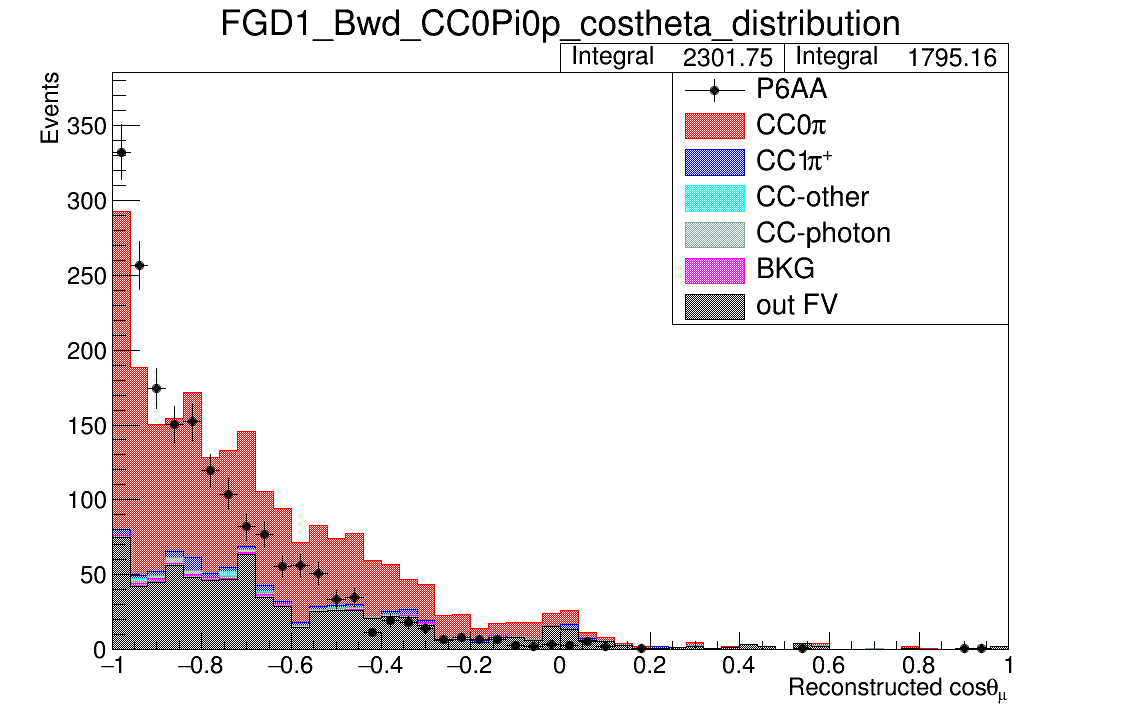 FGD1_Bwd_CC0Pi0p_costheta_distribution
Integral 2301.75 Integral 1795.16
Events
P6AA
CC0π
CC1π⁺
CC-other
CC-photon
BKG
out FV
350
300
250
200
150
100
50
0
−1 −0.8 −0.6 −0.4 −0.2 0 0.2 0.4 0.6 0.8 1
Reconstructed cosθμ